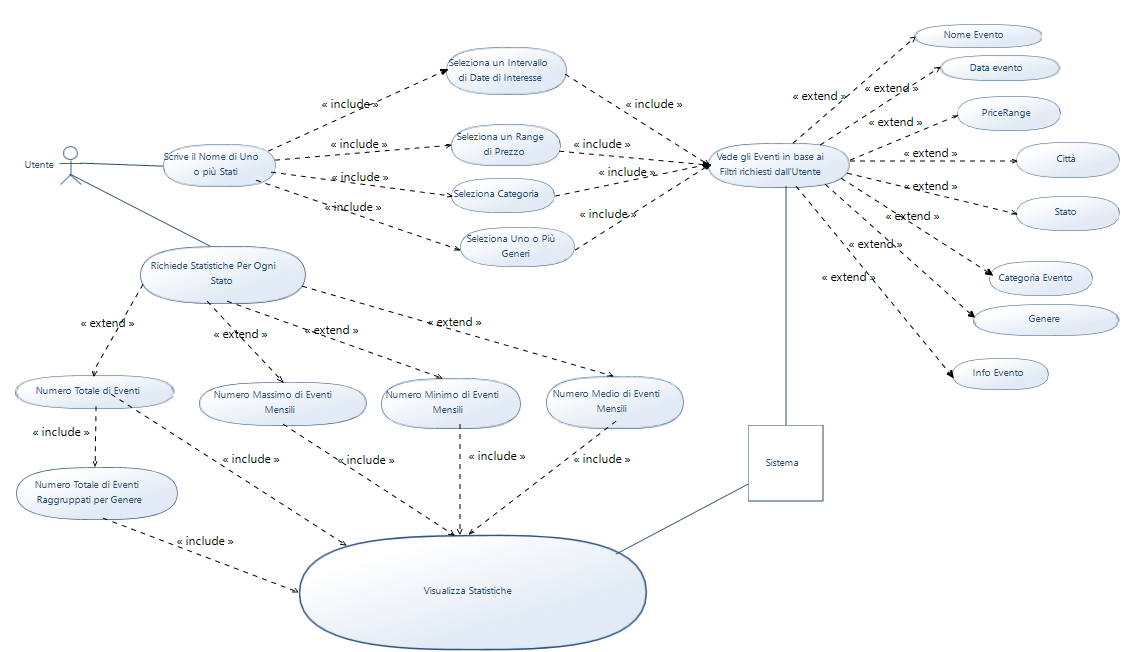 Nome Evento
Data evento
PriceRange
Città
Stato
Categoria Evento
Genere
Info Evento
« extend »
« extend »
« extend »
« extend »
« extend »
« extend »
« extend »
« extend »
Seleziona un Intervallo
di Date di Interesse
Seleziona un Range
di Prezzo
Seleziona Categoria
Seleziona Uno o Più
Generi
« include »
« include »
« include »
« include »
« include »
« include »
« include »
« include »
Vede gli Eventi in base ai
Filtri richiesti dall'Utente
Utente
Scrive il Nome di Uno
o più Stati
Richiede Statistiche Per Ogni
Stato
« extend »
« extend »
« extend »
« extend »
Numero Totale di Eventi
Numero Massimo di Eventi
Mensili
Numero Minimo di Eventi
Mensili
Numero Medio di Eventi
Mensili
« include »
« include »
« include »
« include »
« include »
Numero Totale di Eventi
Raggruppati per Genere
« include »
Sistema
Visualizza Statistiche